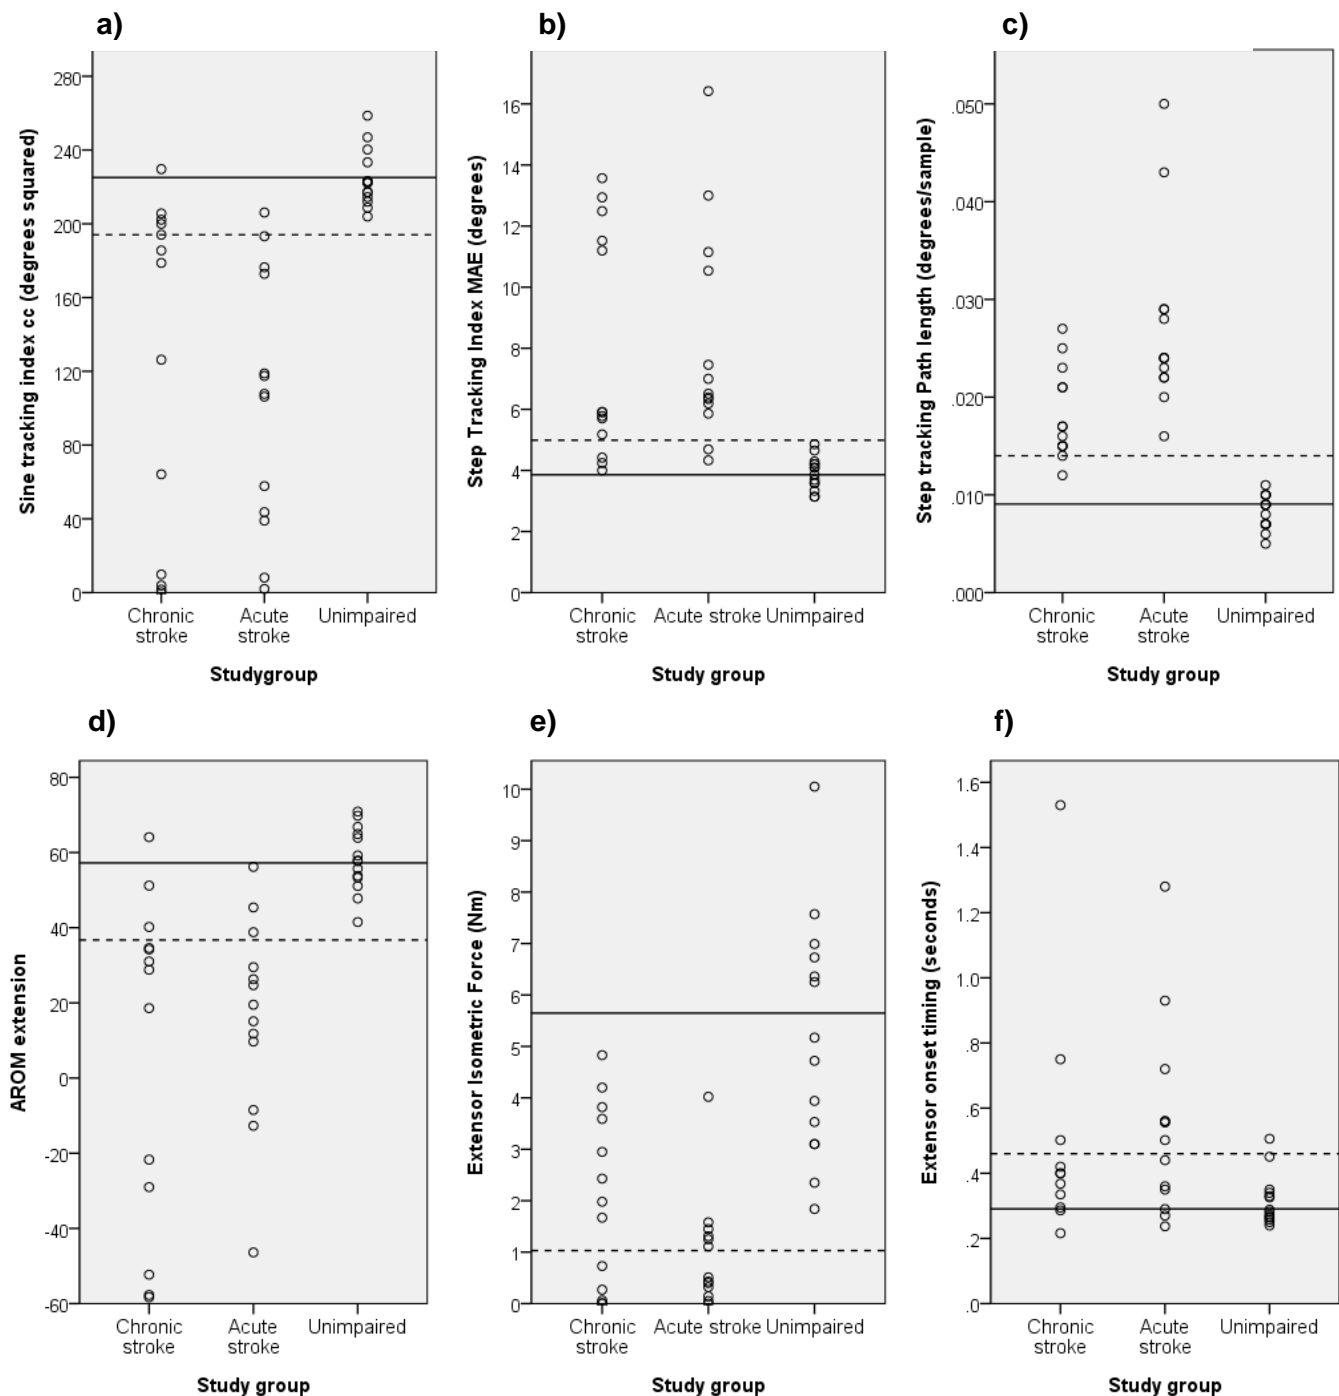 a)
Sine tracking index cc (degrees squared)
280
240
200
160
120
80
40
0
Chronic stroke
Acute stroke
Unimpaired
Studygroup
b)
Step Tracking Index MAE (degrees)
16
14
12
10
8
6
4
2
0
Chronic stroke
Acute stroke
Unimpaired
Study group
c)
Step tracking Path length (degrees/sample)
.050
.040
.030
.020
.010
.000
Chronic stroke
Acute stroke
Unimpaired
Study group
d)
AROM extension
80
60
40
20
0
-20
-40
-60
Chronic stroke
Acute stroke
Unimpaired
Study group
e)
Extensor Isometric Force (Nm)
10
9
8
7
6
5
4
3
2
1
0
Chronic stroke
Acute stroke
Unimpaired
Study group
f)
Extensor onset timing (seconds)
1.6
1.4
1.2
1.0
.8
.6
.4
.2
.0
Chronic stroke
Acute stroke
Unimpaired
Study group